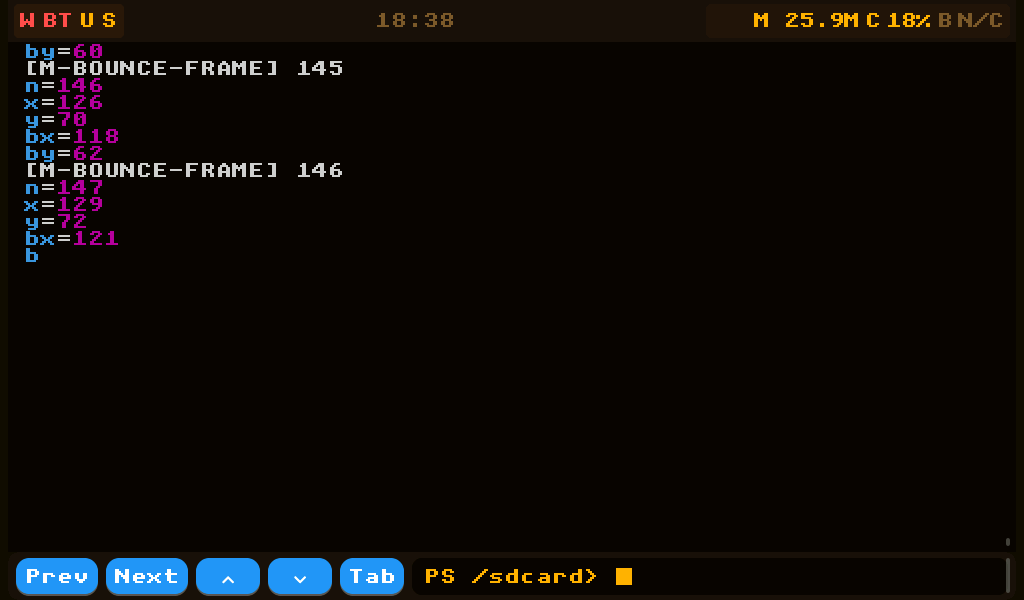 W BT U S 18:38 M 25.9M C 18% B N/C
by=60
[M-BOUNCE-FRAME] 145
n=146
x=126
y=70
bx=118
by=62
[M-BOUNCE-FRAME] 146
n=147
x=129
y=72
bx=121
b
Prev Next ^ ⌄ Tab PS /sdcard>